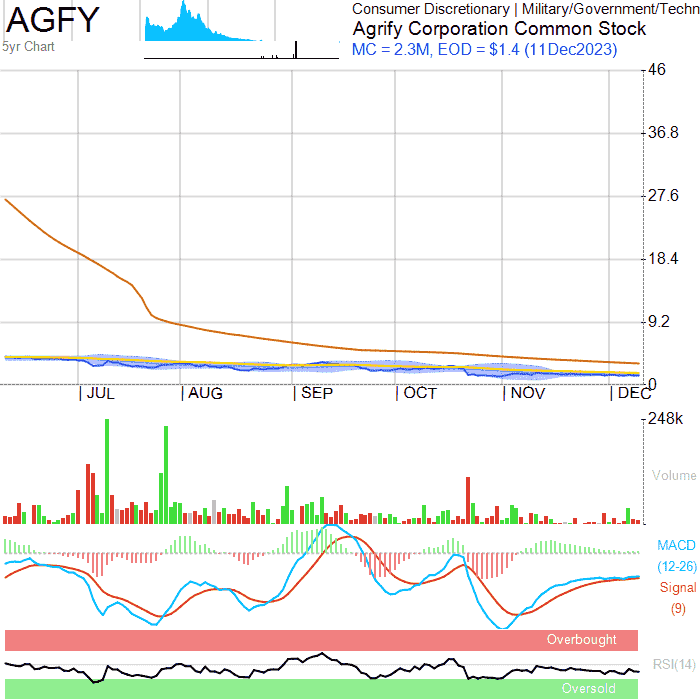 AGFY
5yr Chart
Consumer Discretionary | Military/Government/Techn
Agrify Corporation Common Stock
MC = 2.3M, EOD = $1.4 (11Dec2023)
46
36.8
27.6
18.4
9.2
0
JUL
AUG
SEP
OCT
NOV
DEC
248k
Volume
MACD
(12-26)
Signal
(9)
Overbought
RSI(14)
Oversold